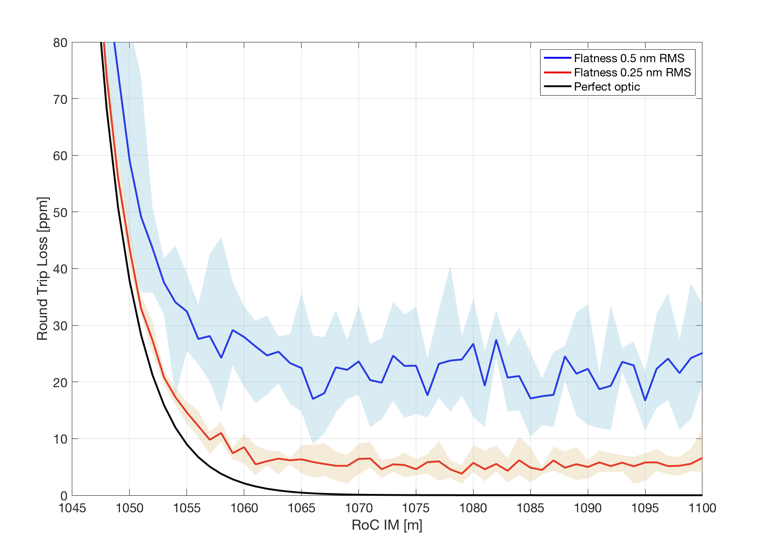 80
70
60
50
40
30
20
10
0
Round Trip Loss [ppm]
Flatness 0.5 nm RMS
Flatness 0.25 nm RMS
Perfect optic
1045 1050 1055 1060 1065 1070 1075 1080 1085 1090 1095 1100
RoC IM [m]